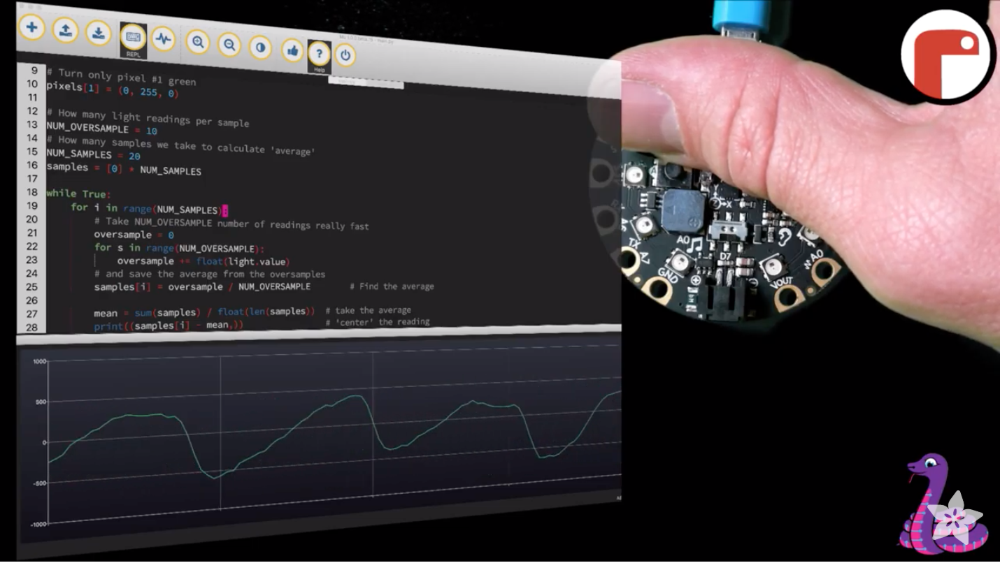 REPL
Help
9 # Turn only pixel #1 green
10 pixels[1] = (0, 255, 0)
11
12 # How many light readings per sample
13 NUM_OVERSAMPLE = 10
14 # How many samples we take to calculate 'average'
15 NUM_SAMPLES = 20
16 samples = [0] * NUM_SAMPLES
17
18 while True:
19 for i in range(NUM_SAMPLES):
20 # Take NUM_OVERSAMPLE number of readings really fast
21 oversample = 0
22 for s in range(NUM_OVERSAMPLE):
23 oversample += float(light.value)
24 # and save the average from the oversamples
25 samples[i] = oversample / NUM_OVERSAMPLE # Find the average
26
27 mean = sum(samples) / float(len(samples)) # take the average
28 print((samples[i] - mean,)) # 'center' the reading
1000
500
0
-500
-1000
A
X
A6
TX
A7
A0
D7
GND
VOUT
A0